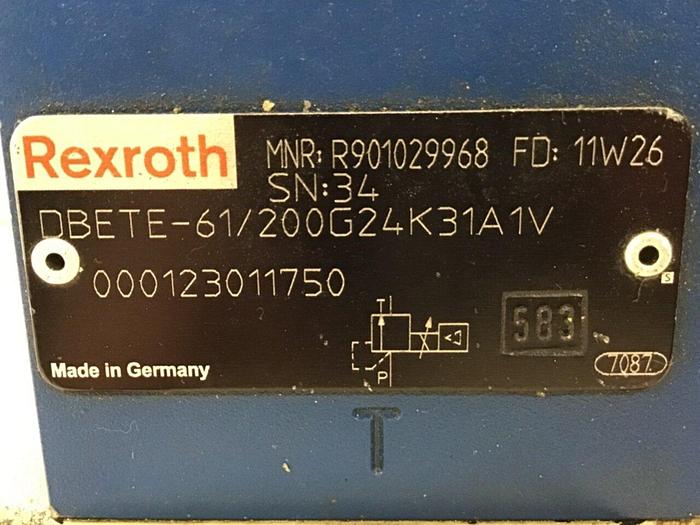 Rexroth MNR: R901029968 FD: 11W26
SN:34
DBETE-61/200G24K31A1V
000123011750
T
583
S
P
7087
Made in Germany
T